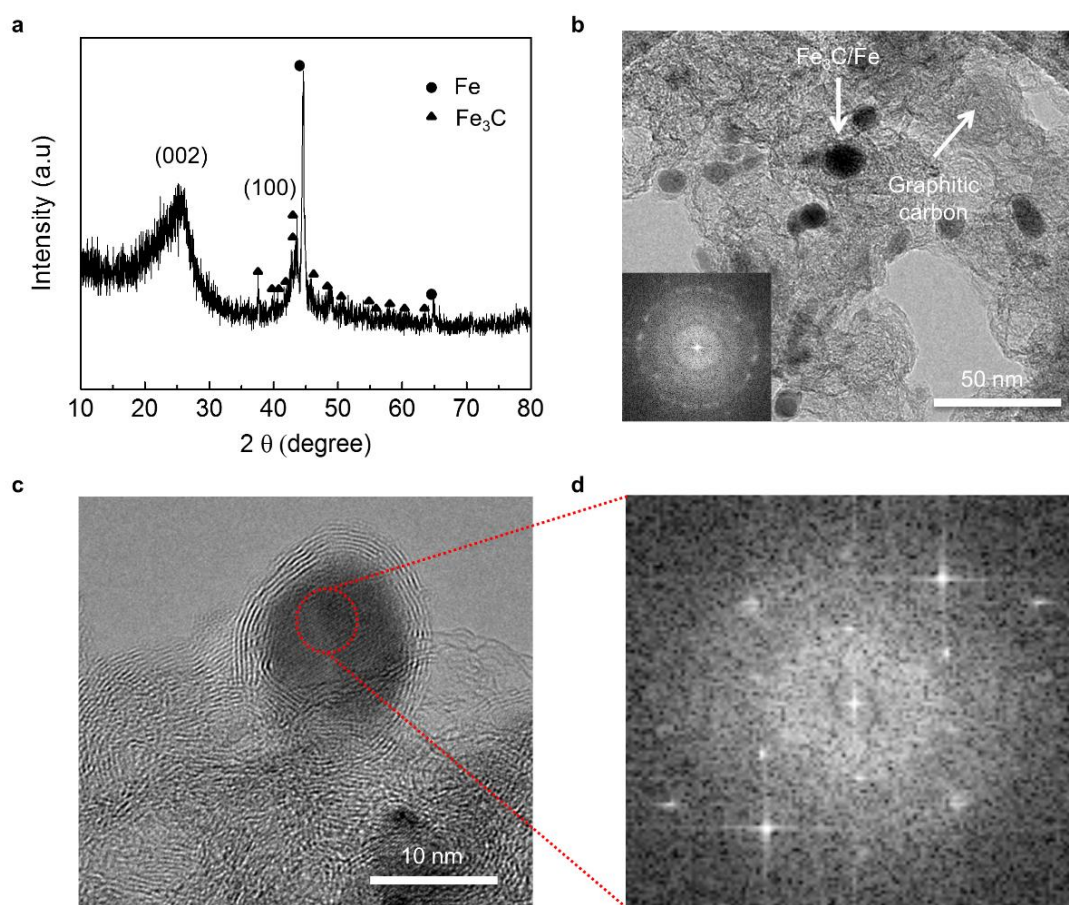 a
Intensity (a.u)
(002)
(100)
● Fe
▲ Fe₃C
10 20 30 40 50 60 70 80
2 θ (degree)
b
Fe₃C/Fe
Graphitic
carbon
50 nm
c
10 nm
d